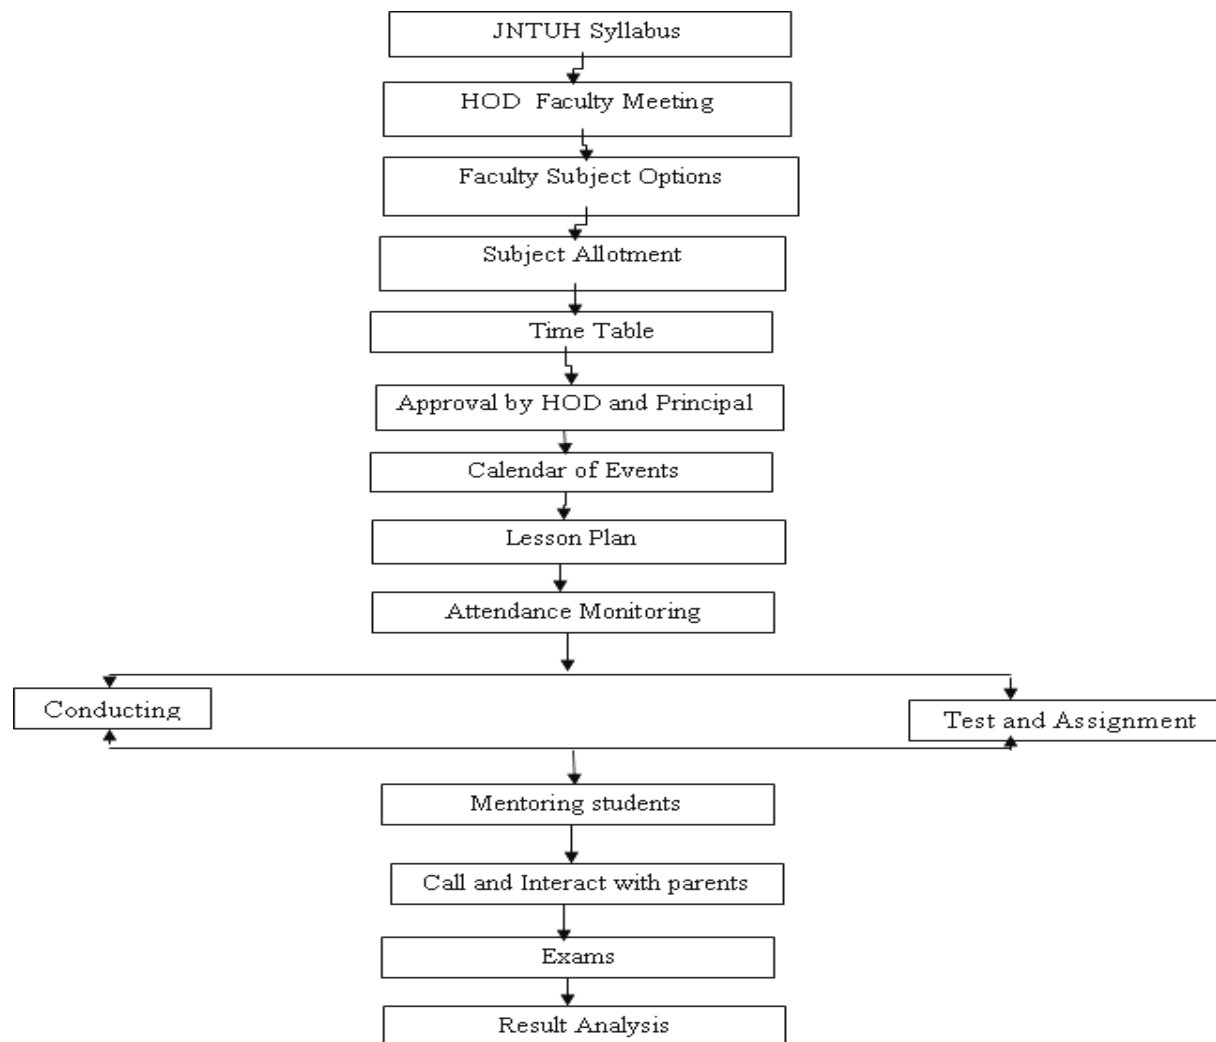 JNTUH Syllabus
HOD Faculty Meeting
Faculty Subject Options
Subject Allotment
Time Table
Approval by HOD and Principal
Calendar of Events
Lesson Plan
Attendance Monitoring
Conducting
Test and Assignment
Mentoring students
Call and Interact with parents
Exams
Result Analysis